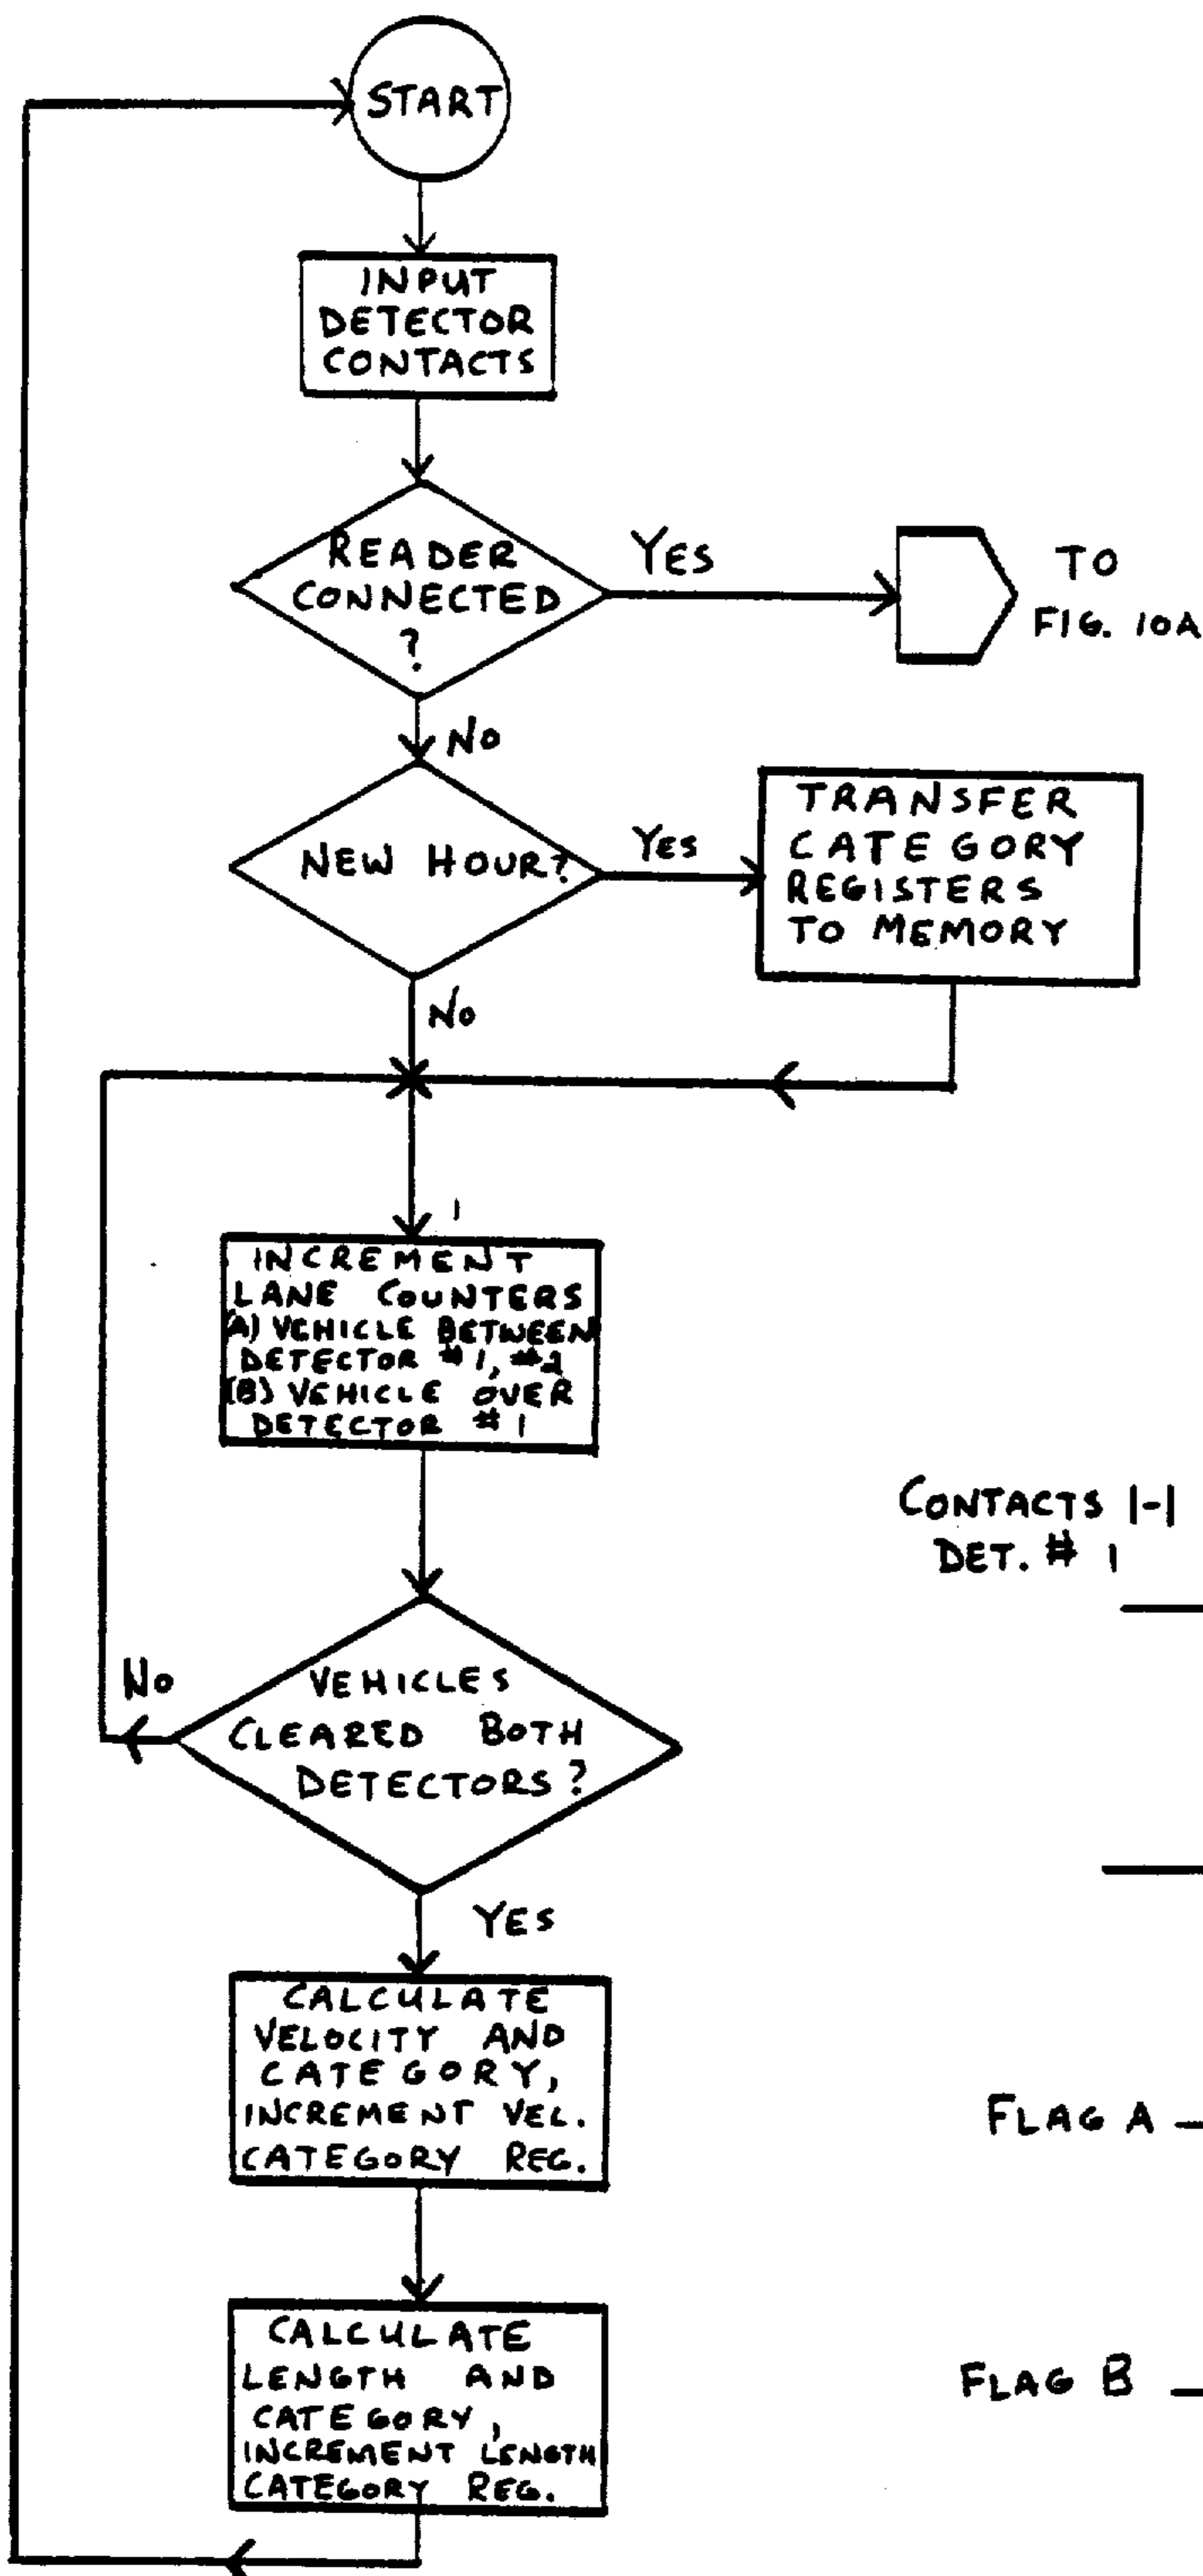 START
INPUT
DETECTOR
CONTACTS
READER
CONNECTED
?
YES
TO
FIG. 10A
NO
NEW HOUR?
YES
TRANSFER
CATEGORY
REGISTERS
TO MEMORY
NO
INCREMENT
LANE COUNTERS
(A) VEHICLE BETWEEN
DETECTOR #1, #2
(B) VEHICLE OVER
DETECTOR #1
CONTACTS 1-1
DET. # 1
NO
VEHICLES
CLEARED BOTH
DETECTORS?
YES
CALCULATE
VELOCITY AND
CATEGORY,
INCREMENT VEL.
CATEGORY REG.
FLAG A
CALCULATE
LENGTH AND
CATEGORY,
INCREMENT LENGTH
CATEGORY REG.
FLAG B